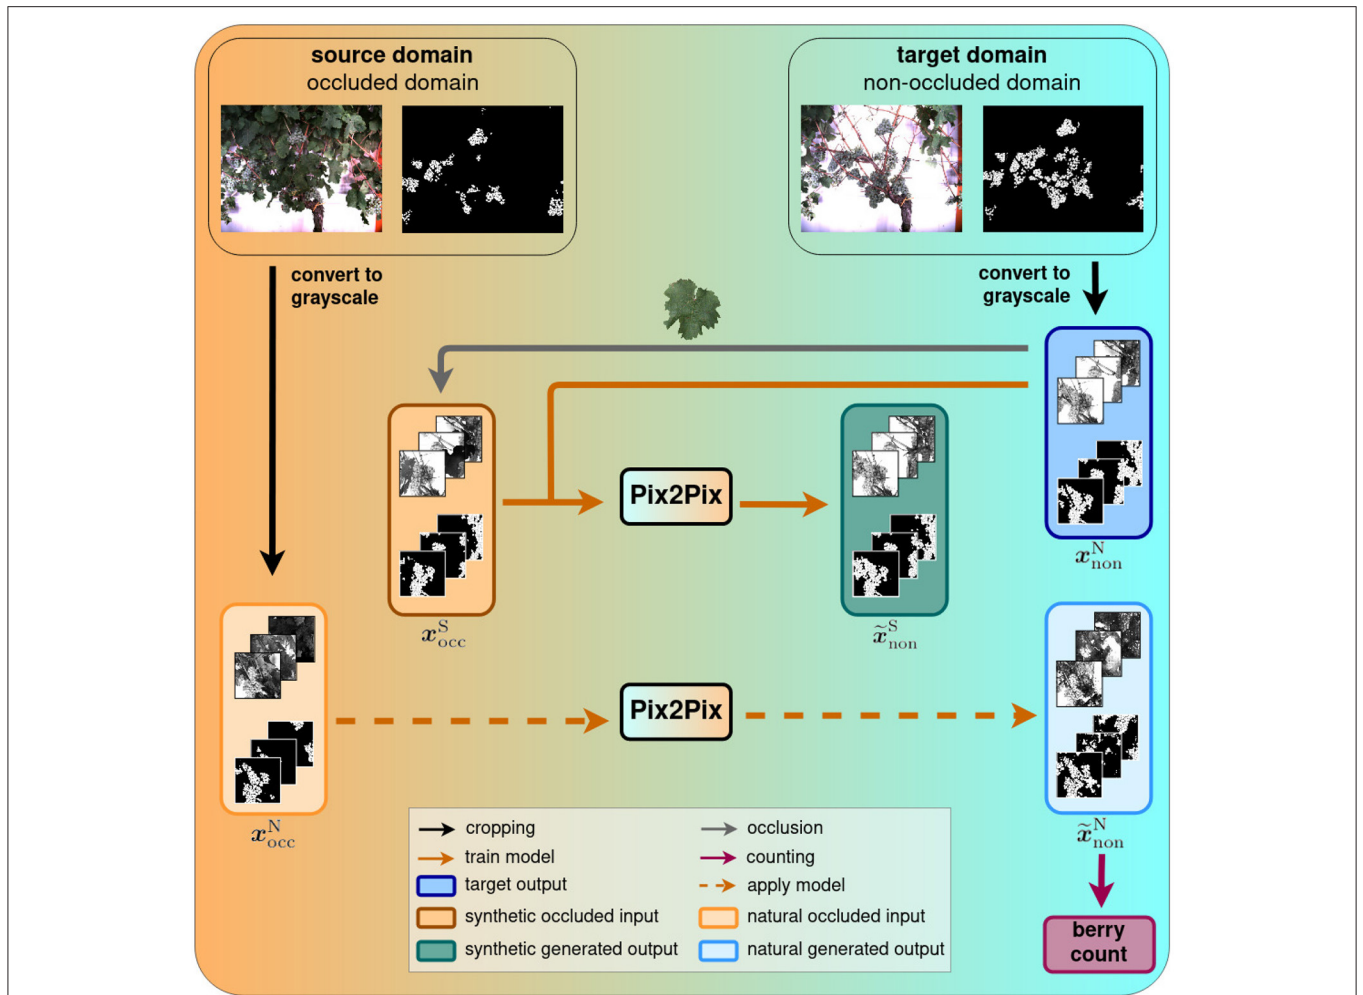 source domain
occluded domain
target domain
non-occluded domain
convert to
grayscale
convert to
grayscale
Pix2Pix
x^N_non
x^S_occ
x̃^S_non
Pix2Pix
x^N_occ
x̃^N_non
cropping
occlusion
train model
counting
target output
apply model
synthetic occluded input
natural occluded input
synthetic generated output
natural generated output
berry
count